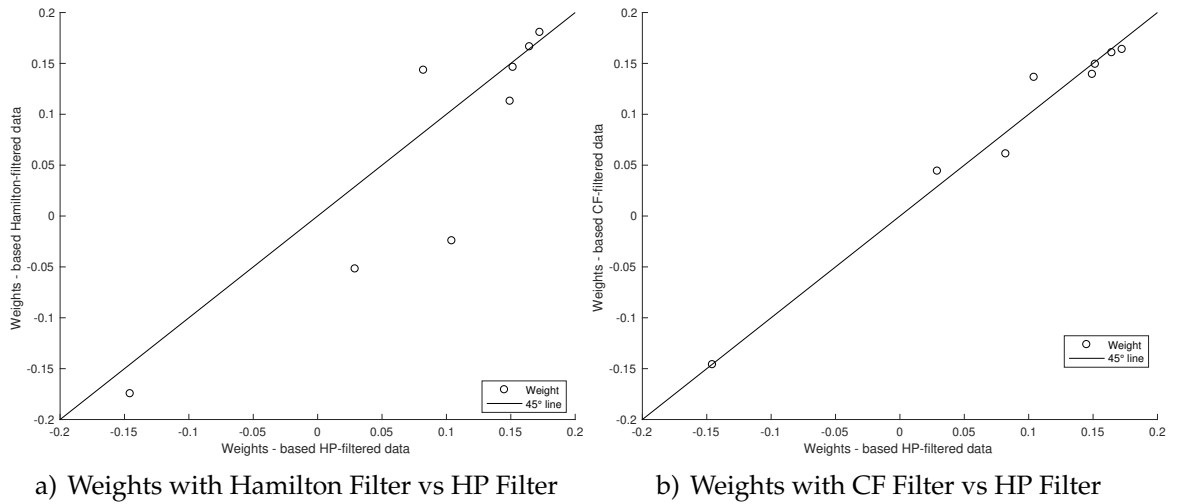 0.2
0.15
0.1
0.05
0
-0.05
-0.1
-0.15
-0.2
Weights - based Hamilton-filtered data
-0.2 -0.15 -0.1 -0.05 0 0.05 0.1 0.15 0.2
Weights - based HP-filtered data
Weight
45° line
a) Weights with Hamilton Filter vs HP Filter
0.2
0.15
0.1
0.05
0
-0.05
-0.1
-0.15
-0.2
Weights - based CF-filtered data
-0.2 -0.15 -0.1 -0.05 0 0.05 0.1 0.15 0.2
Weights - based HP-filtered data
Weight
45° line
b) Weights with CF Filter vs HP Filter